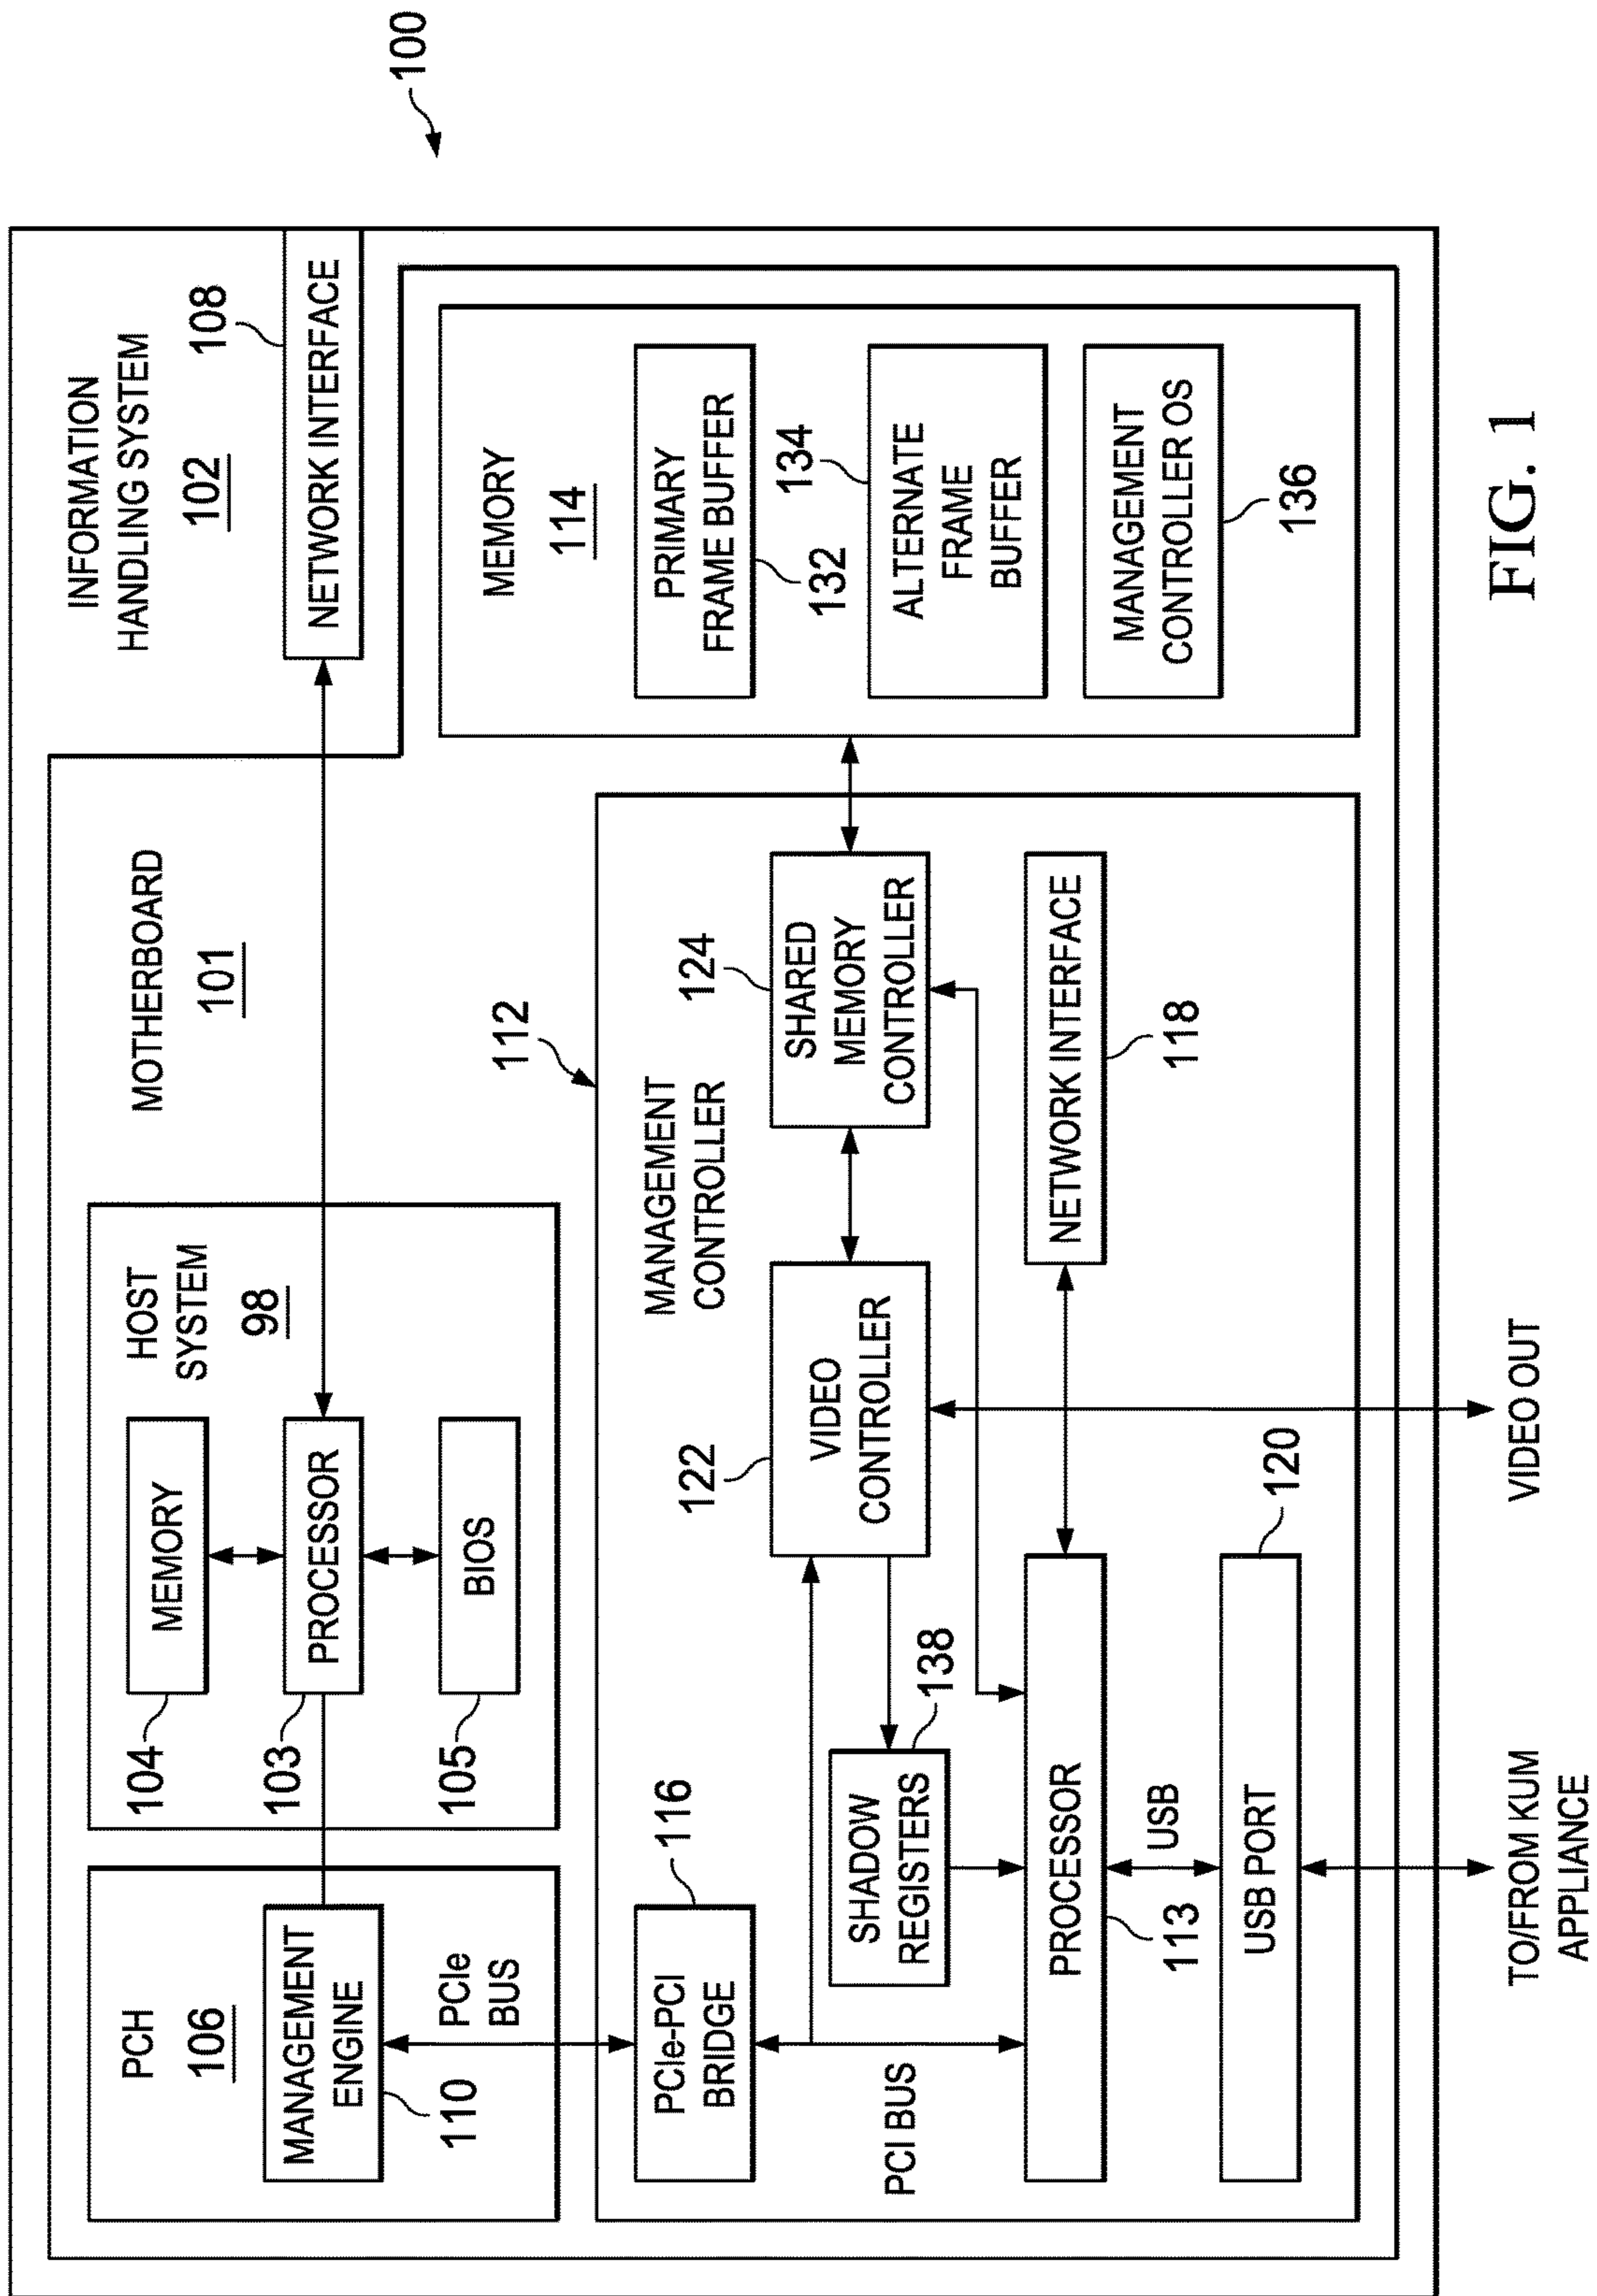 100
INFORMATION
HANDLING SYSTEM
102
108
NETWORK INTERFACE
MOTHERBOARD
101
HOST
SYSTEM
98
MEMORY
104
PROCESSOR
103
BIOS
105
PCH
106
MANAGEMENT
ENGINE
110
PCIe
BUS
MEMORY
114
PRIMARY
FRAME BUFFER
132
134
ALTERNATE
FRAME
BUFFER
MANAGEMENT
CONTROLLER OS
136
112
MANAGEMENT
CONTROLLER
PCIe-PCI
BRIDGE
116
PCI BUS
122
VIDEO
CONTROLLER
124
SHARED
MEMORY
CONTROLLER
SHADOW
REGISTERS
138
PROCESSOR
113
NETWORK INTERFACE
118
USB
USB PORT
120
TO/FROM KUM
APPLIANCE
VIDEO OUT
FIG. 1